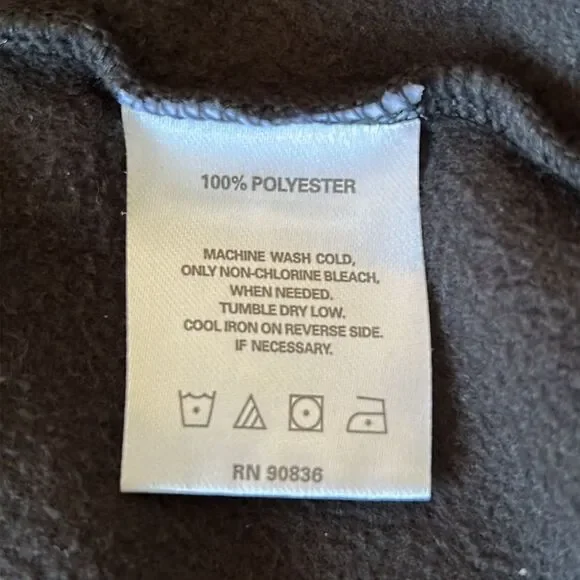 100% POLYESTER
MACHINE WASH COLD,
ONLY NON-CHLORINE BLEACH,
WHEN NEEDED.
TUMBLE DRY LOW.
COOL IRON ON REVERSE SIDE.
IF NECESSARY.
RN 90836